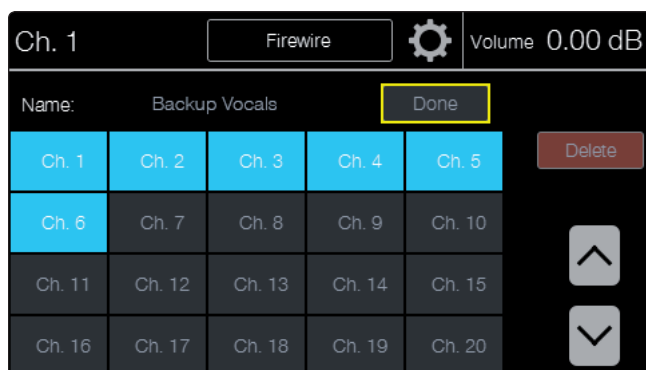 Ch. 1 Firewire Volume 0.00 dB
Name: Backup Vocals Done
Ch. 1 Ch. 2 Ch. 3 Ch. 4 Ch. 5 Delete
Ch. 6 Ch. 7 Ch. 8 Ch. 9 Ch. 10
Ch. 11 Ch. 12 Ch. 13 Ch. 14 Ch. 15
Ch. 16 Ch. 17 Ch. 18 Ch. 19 Ch. 20